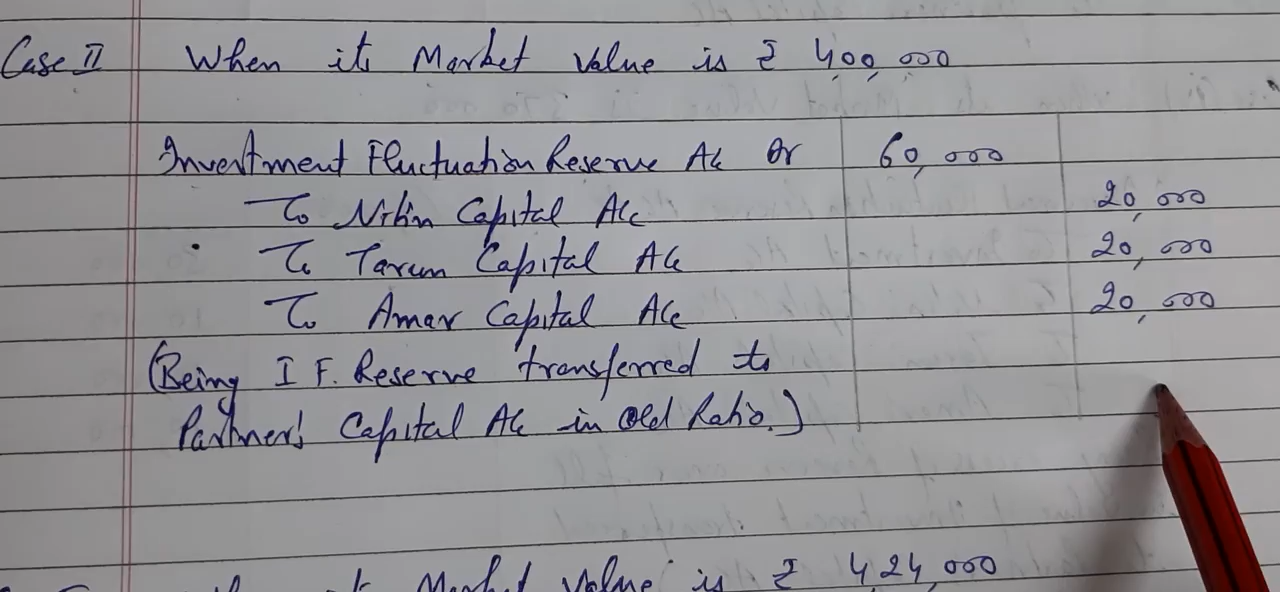 Case II When its Market Value is ₹ 400,000
Investment Fluctuation Reserve A/c Dr 60,000
To Nitin Capital A/c 20,000
To Tarun Capital A/c 20,000
To Amar Capital A/c 20,000
(Being I F. Reserve transferred to
Partners' Capital A/c in Old Ratio.)
Market Value is ₹ 4,24,000